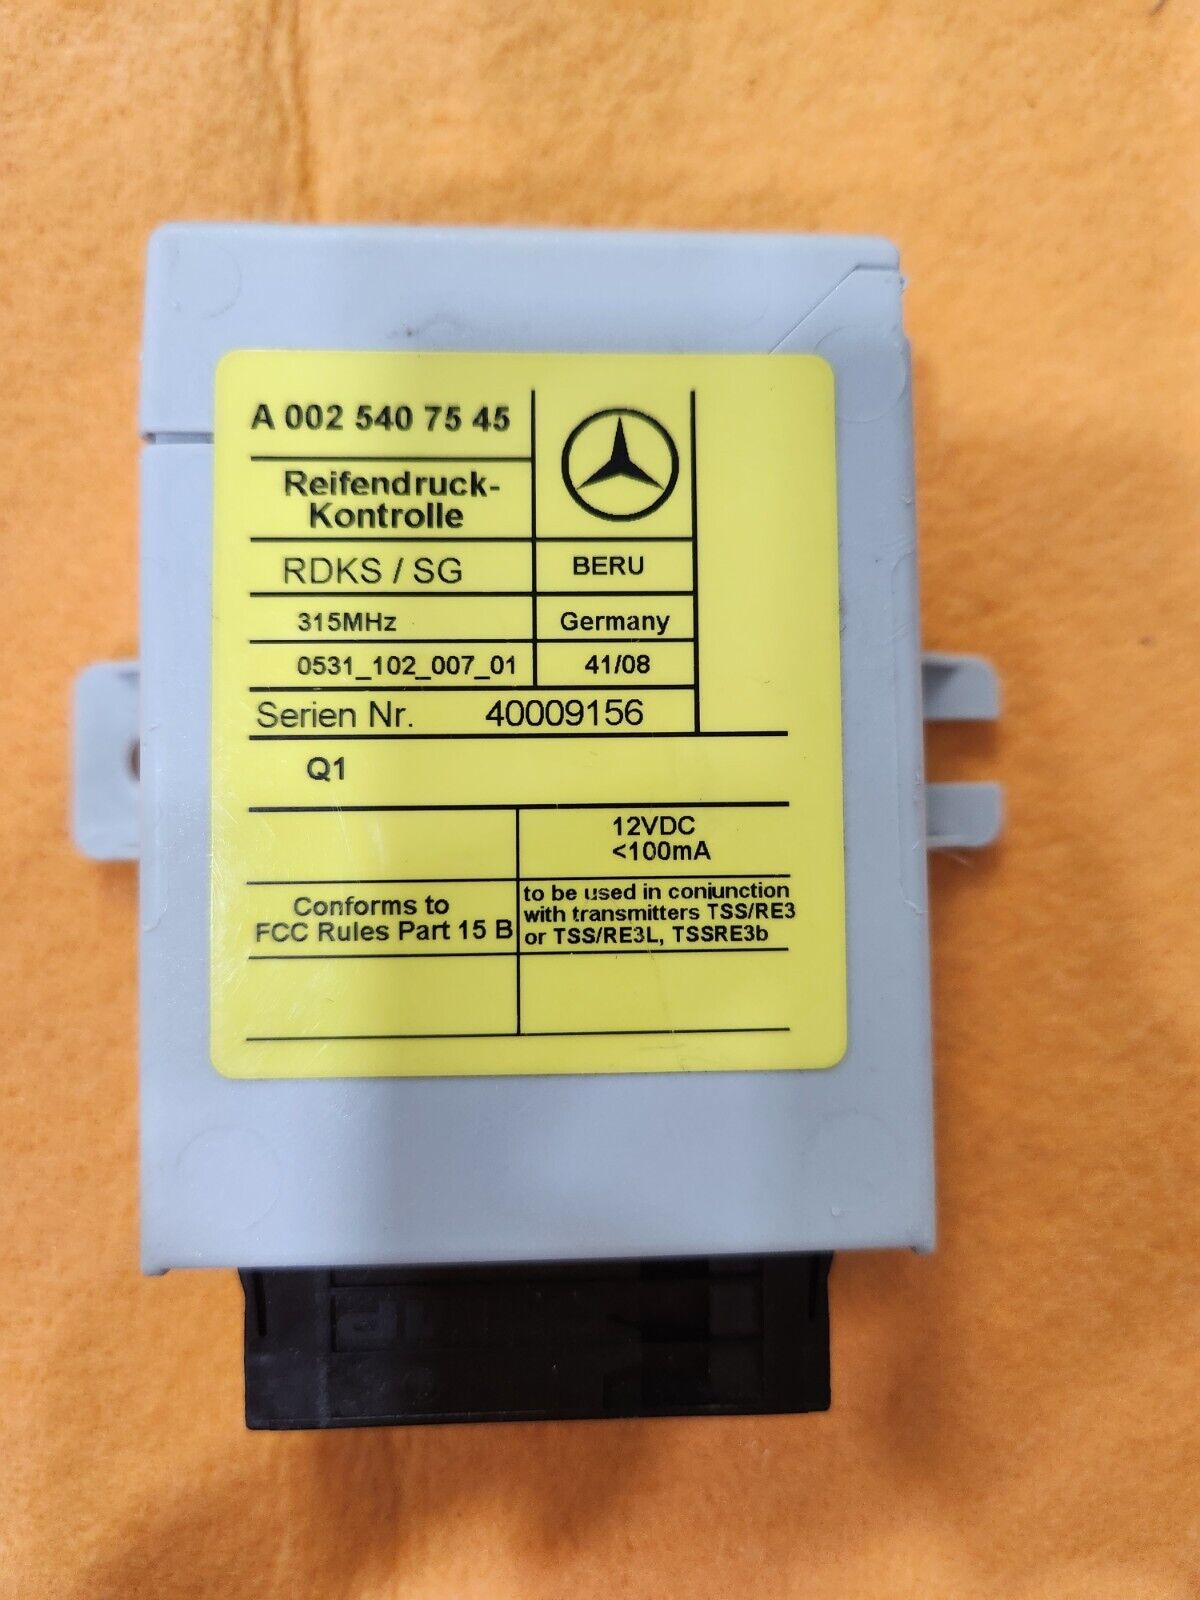 A 002 540 75 45
Reifendruck-
Kontrolle
RDKS / SG
BERU
315MHz
Germany
0531_102_007_01
41/08
Serien Nr. 40009156
Q1
12VDC
<100mA
Conforms to
FCC Rules Part 15 B
to be used in conjunction
with transmitters TSS/RE3
or TSS/RE3L, TSSRE3b